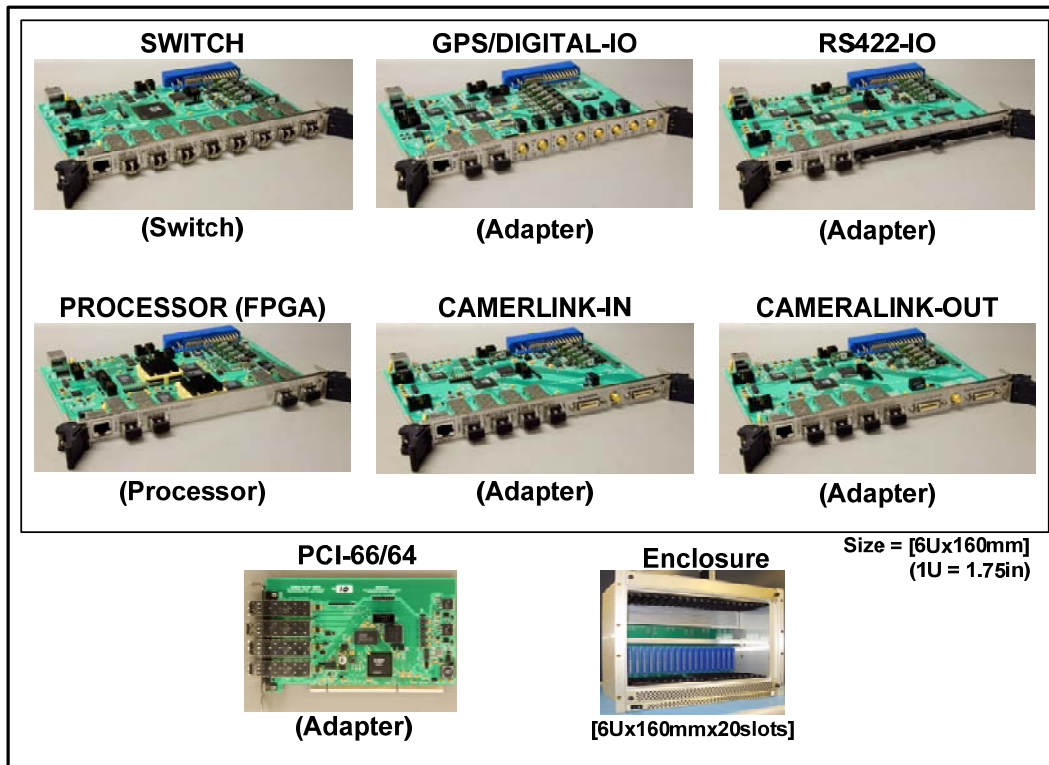 SWITCH
GPS/DIGITAL-IO
RS422-IO
(Switch)
(Adapter)
(Adapter)
PROCESSOR (FPGA)
CAMERLINK-IN
CAMERALINK-OUT
(Processor)
(Adapter)
(Adapter)
PCI-66/64
Enclosure
Size = [6Ux160mm]
(1U = 1.75in)
10
(Adapter)
[6Ux160mmx20slots]